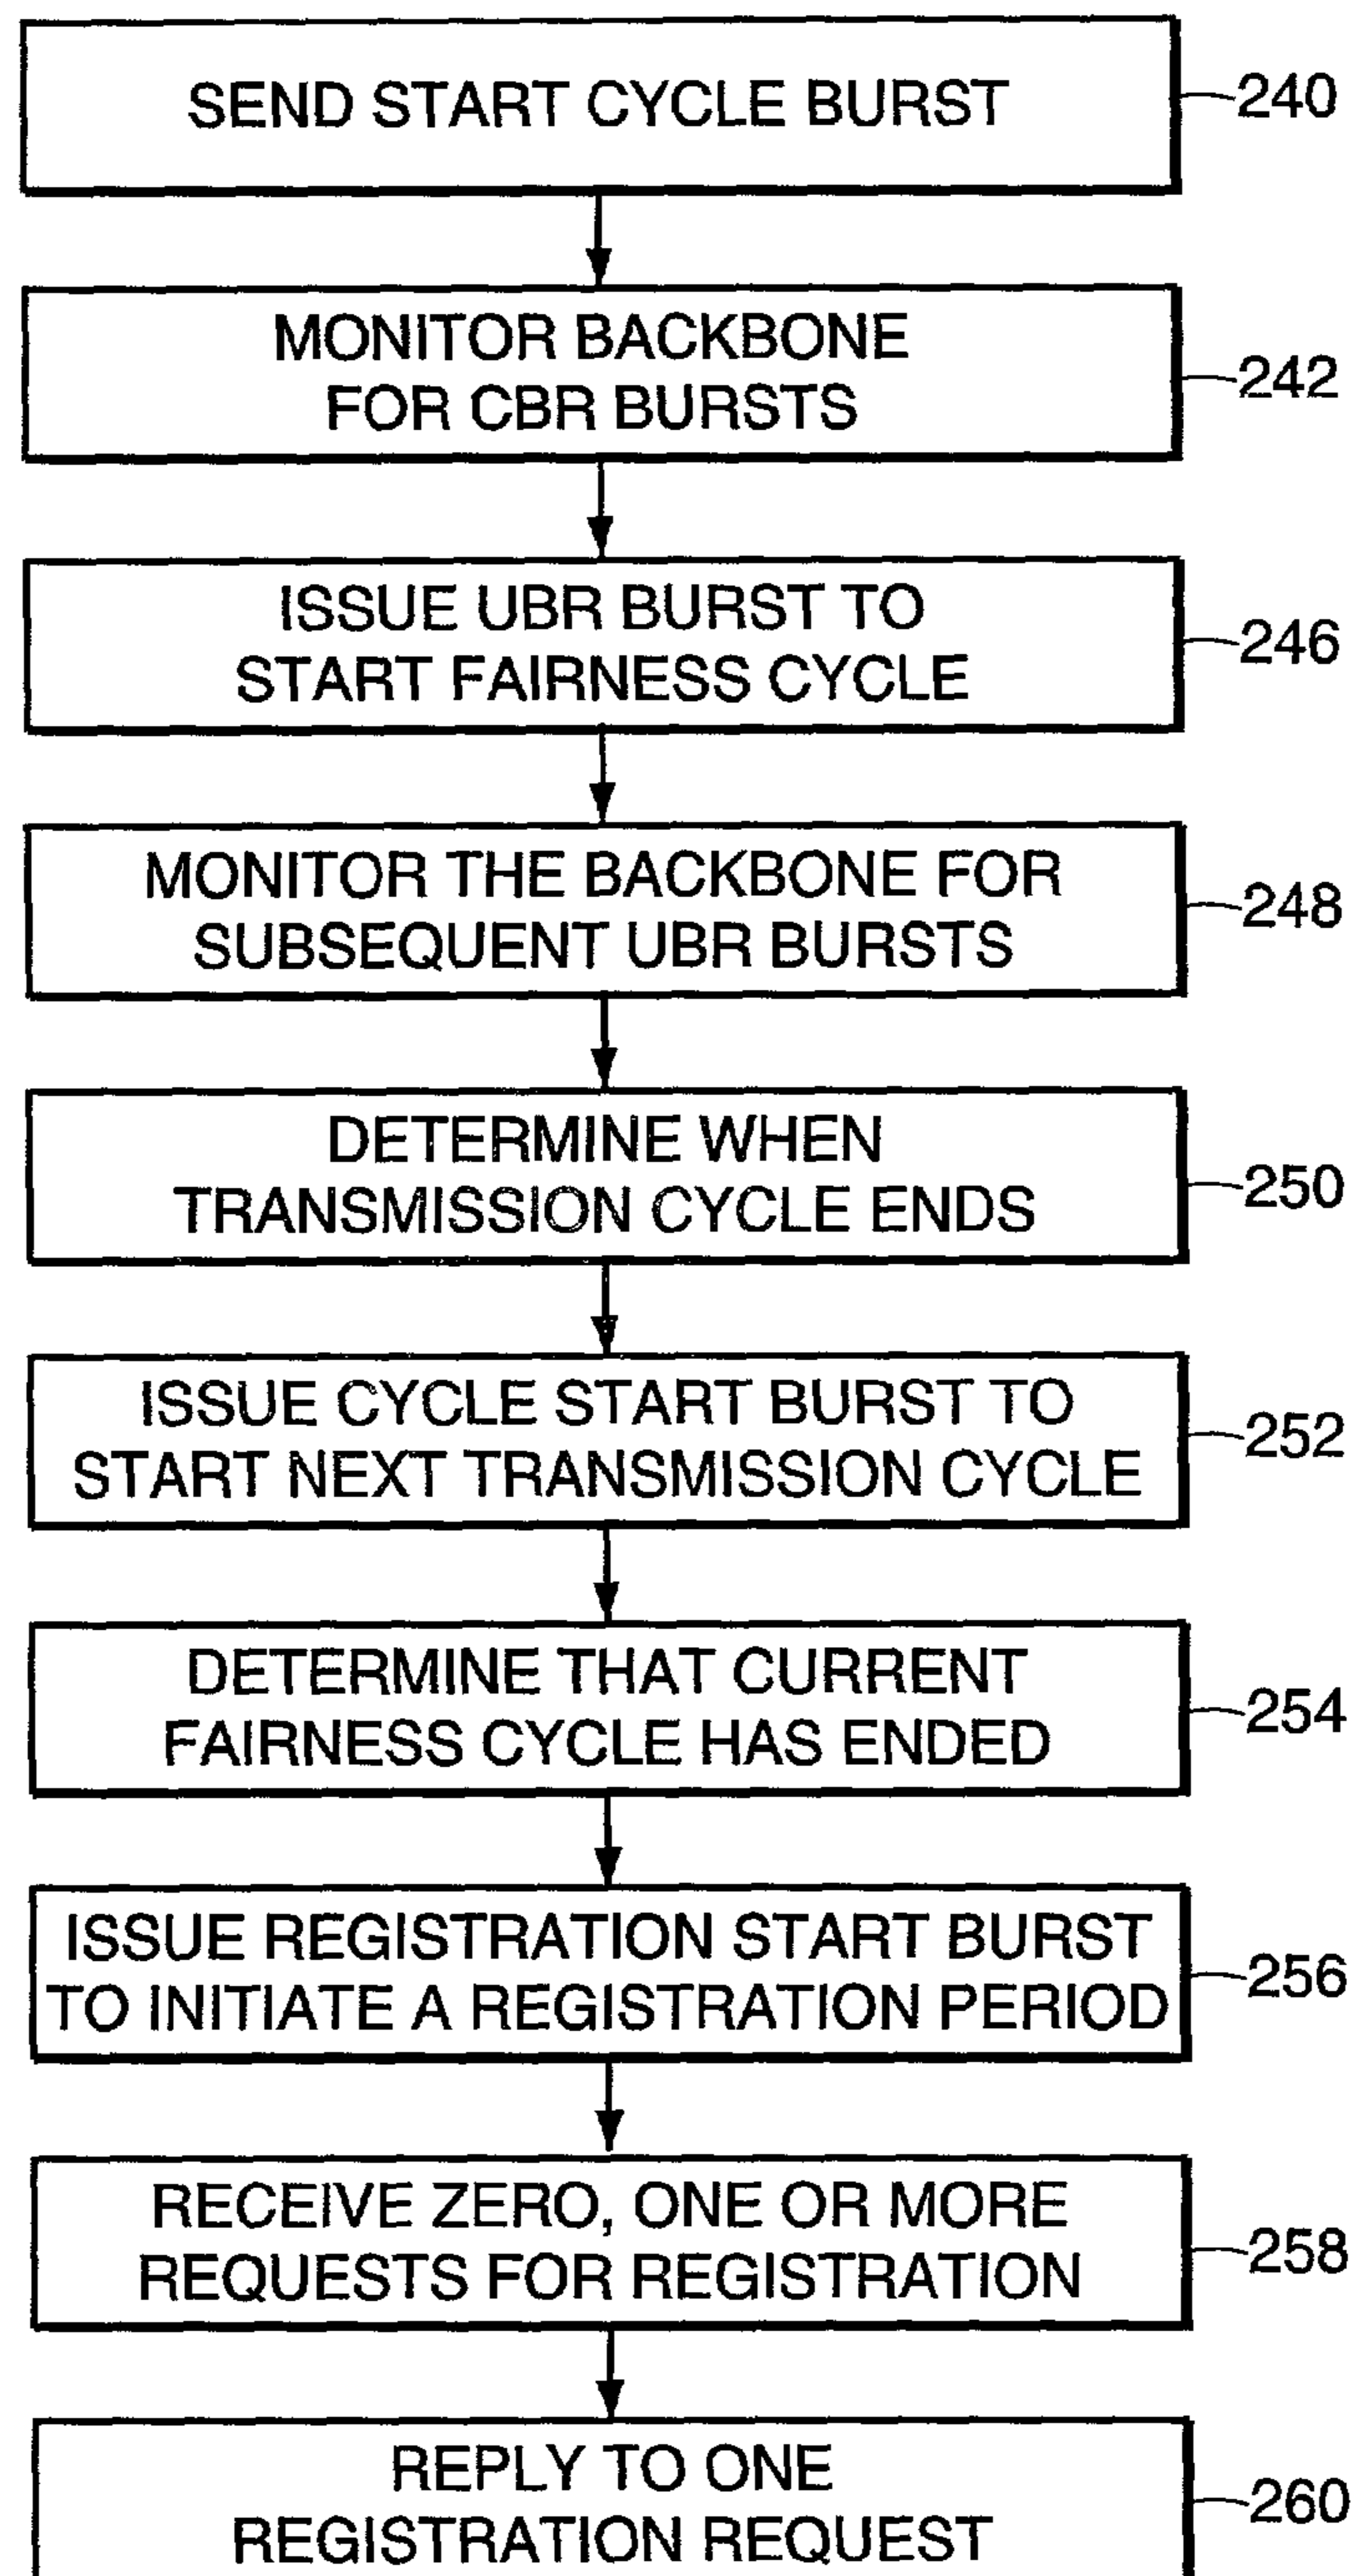 SEND START CYCLE BURST
240
MONITOR BACKBONE
FOR CBR BURSTS
242
ISSUE UBR BURST TO
START FAIRNESS CYCLE
246
MONITOR THE BACKBONE FOR
SUBSEQUENT UBR BURSTS
248
DETERMINE WHEN
TRANSMISSION CYCLE ENDS
250
ISSUE CYCLE START BURST TO
START NEXT TRANSMISSION CYCLE
252
DETERMINE THAT CURRENT
FAIRNESS CYCLE HAS ENDED
254
ISSUE REGISTRATION START BURST
TO INITIATE A REGISTRATION PERIOD
256
RECEIVE ZERO, ONE OR MORE
REQUESTS FOR REGISTRATION
258
REPLY TO ONE
REGISTRATION REQUEST
260